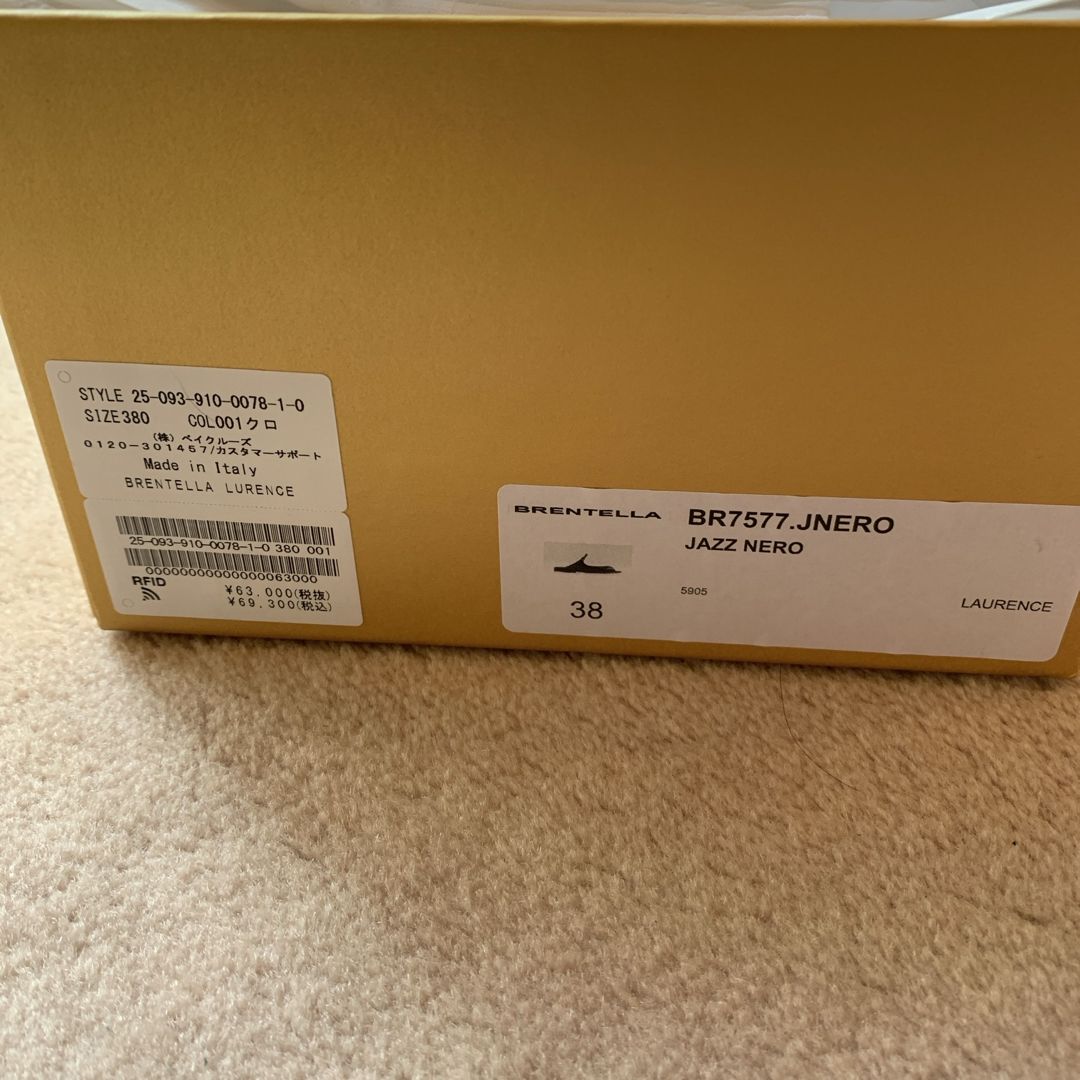 STYLE 25-093-910-0078-1-0
SIZE380 COL001クロ
(株) ベイクルーズ
0120-301457/カスタマーサポート
Made in Italy
BRENTELLA LURENCE
25-093-910-0078-1-0 380 001
00000000000000063000
RFID
¥63,000(税抜)
¥69,300(税込)
BRENTELLA BR7577.JNERO
JAZZ NERO
5905
38
LAURENCE